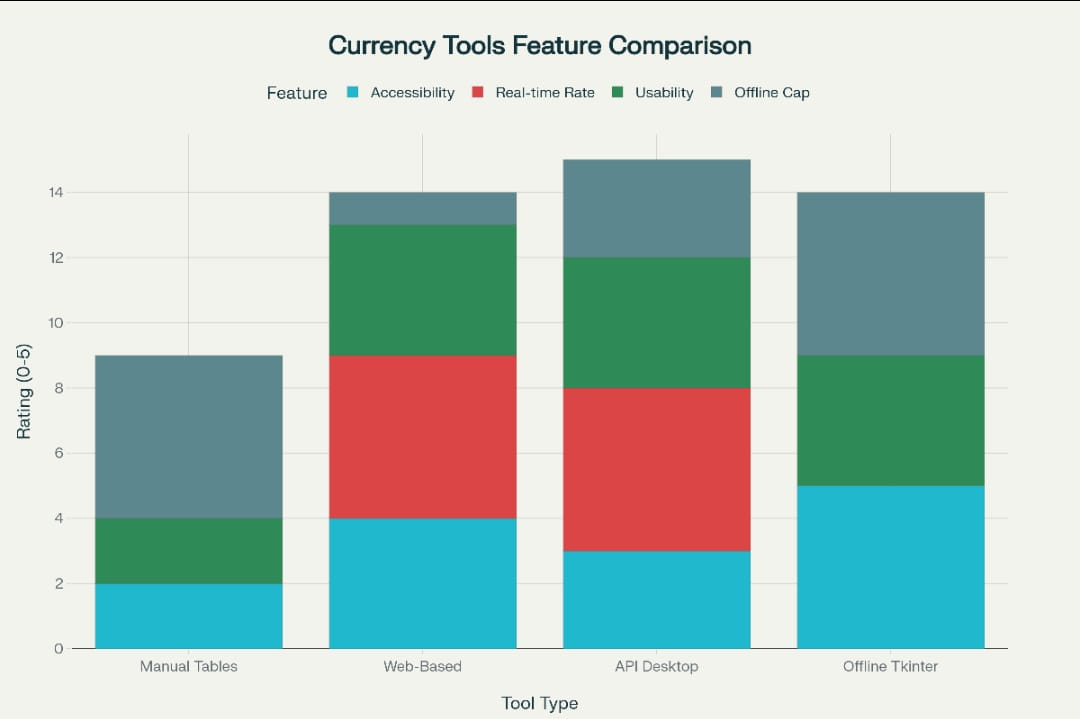 Currency Tools Feature Comparison
Feature Accessibility Real-time Rate Usability Offline Cap
Rating (0-5)
14
12
10
8
6
4
2
0
Manual Tables Web-Based API Desktop Offline Tkinter
Tool Type